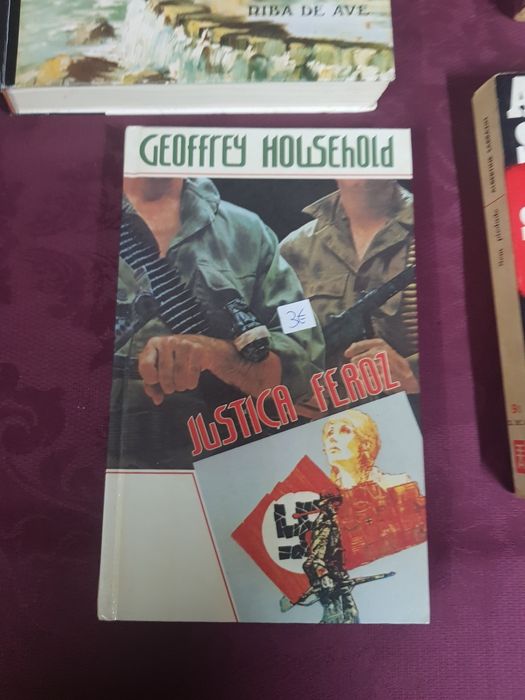 RIBA DE AVE
GEOFFREY HOUSEHOLD
3€
JUSTIÇA FEROZ